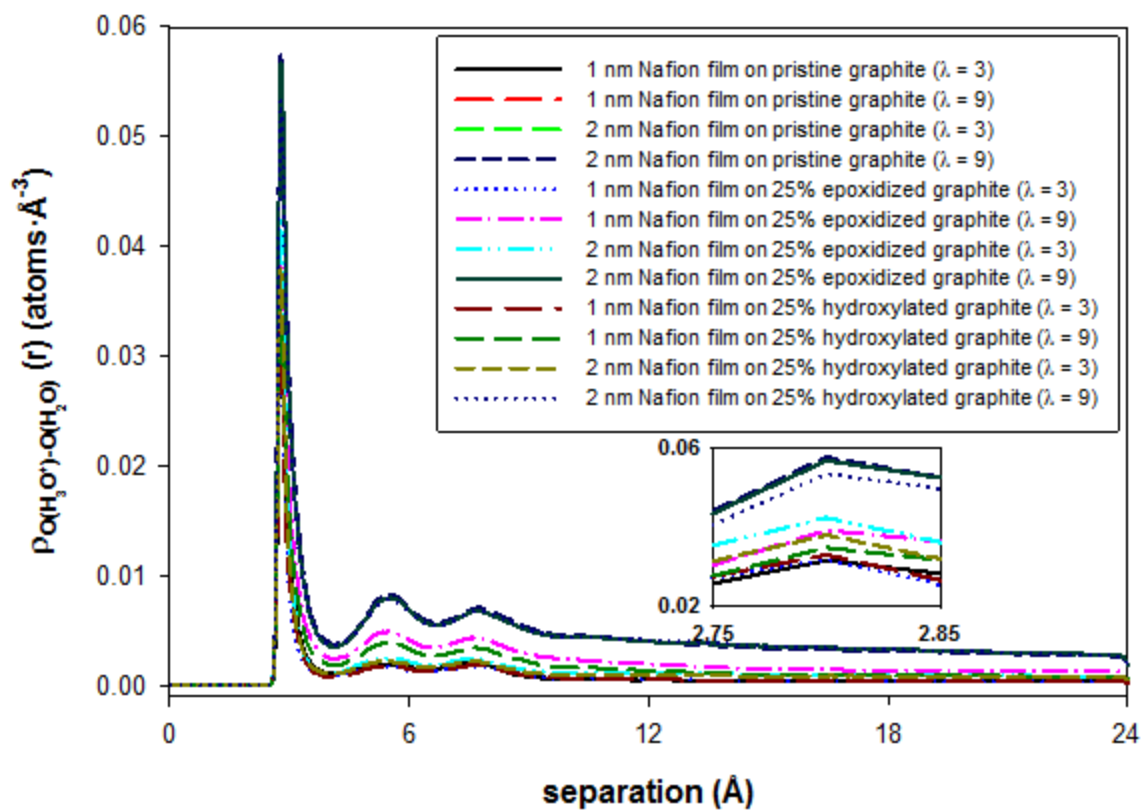 0.06
0.05
0.04
0.03
0.02
0.01
0.00
ρO(H₃O⁺)-O(H₂O) (r) (atoms·Å⁻³)
1 nm Nafion film on pristine graphite (λ = 3)
1 nm Nafion film on pristine graphite (λ = 9)
2 nm Nafion film on pristine graphite (λ = 3)
2 nm Nafion film on pristine graphite (λ = 9)
1 nm Nafion film on 25% epoxidized graphite (λ = 3)
1 nm Nafion film on 25% epoxidized graphite (λ = 9)
2 nm Nafion film on 25% epoxidized graphite (λ = 3)
2 nm Nafion film on 25% epoxidized graphite (λ = 9)
1 nm Nafion film on 25% hydroxylated graphite (λ = 3)
1 nm Nafion film on 25% hydroxylated graphite (λ = 9)
2 nm Nafion film on 25% hydroxylated graphite (λ = 3)
2 nm Nafion film on 25% hydroxylated graphite (λ = 9)
0.06
0.02
2.75 2.85
0 6 12 18 24
separation (Å)